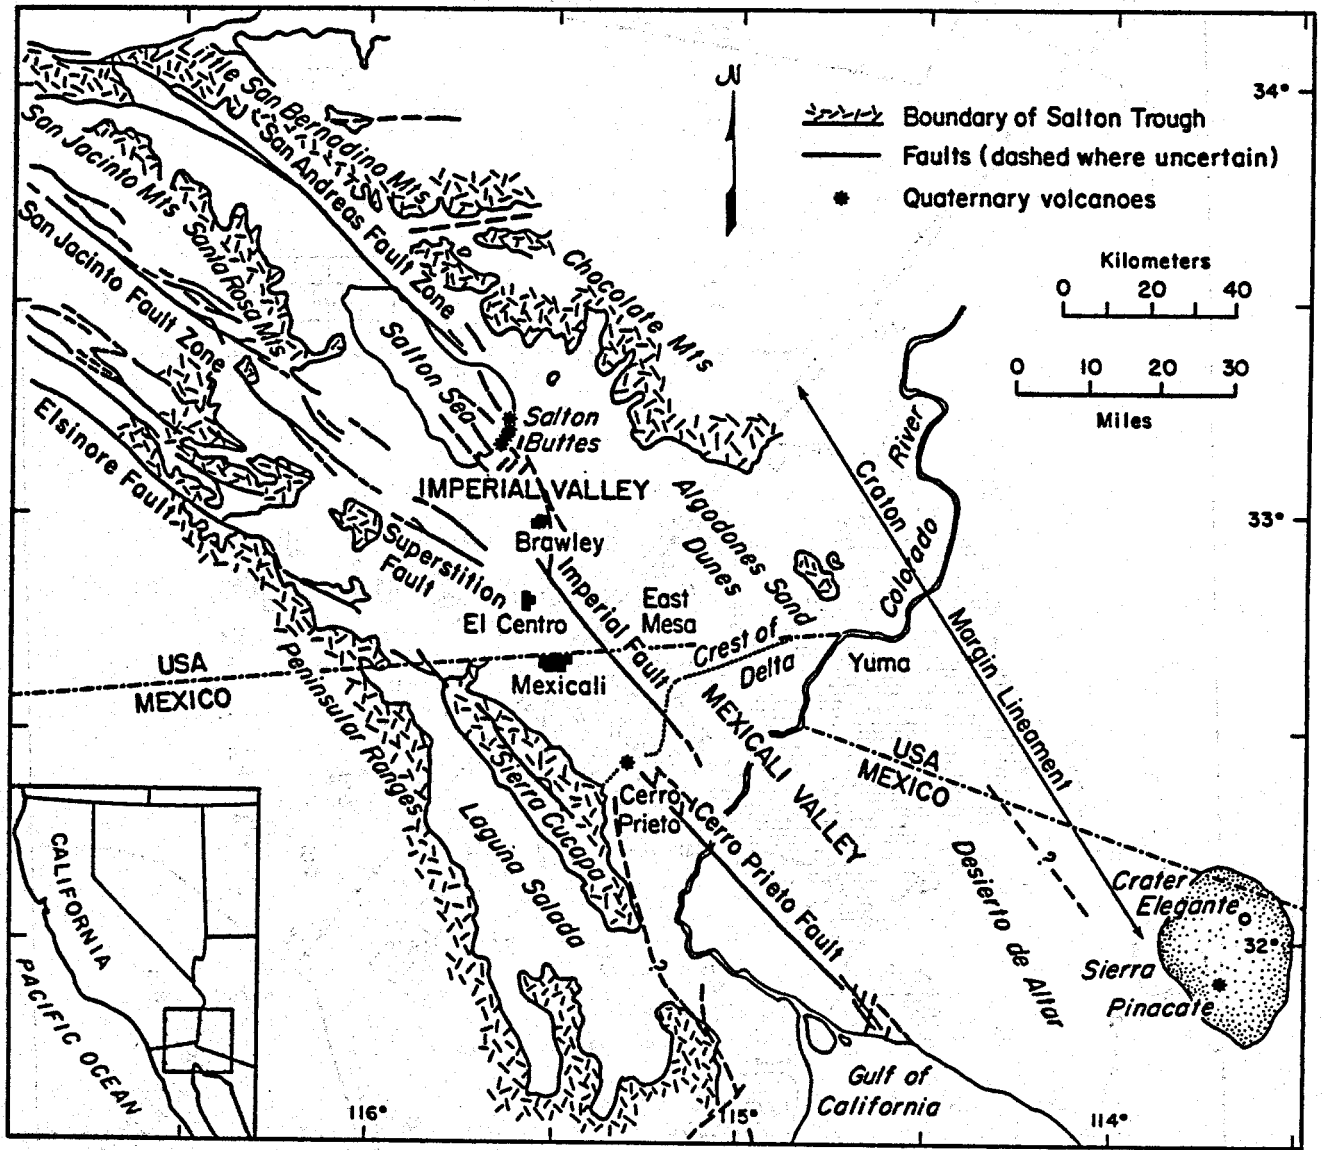 N
Boundary of Salton Trough
Faults (dashed where uncertain)
Quaternary volcanoes
Kilometers
0 20 40
0 10 20 30
Miles
34°
33°
32°
116°
115°
114°
Little San Bernadino Mts
San Andreas Fault Zone
San Jacinto Mts
Santa Rosa Mts
San Jacinto Fault Zone
Elsinore Fault
Chocolate Mts
Salton Sea
Salton
Buttes
IMPERIAL VALLEY
Brawley
Superstition
Fault
El Centro
Imperial Fault
East
Mesa
Algodones Sand
Dunes
Craton Margin Lineament
Colorado River
Crest of
Delta
Yuma
USA
MEXICO
Mexicali
Peninsular Ranges
MEXICALI VALLEY
USA
MEXICO
Sierra Cucapa
Laguna Salada
Cerro
Prieto
Cerro Prieto Fault
?
?
Desierto de Altar
Crater
Elegante
Sierra
Pinacate
Gulf of
California
CALIFORNIA
PACIFIC OCEAN